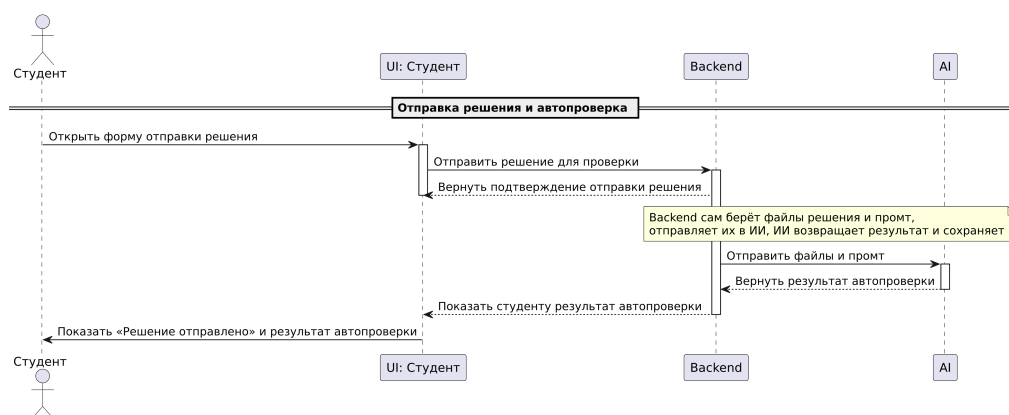 Студент
UI: Студент
Backend
AI
Отправка решения и автопроверка
Открыть форму отправки решения
Отправить решение для проверки
Вернуть подтверждение отправки решения
Backend сам берёт файлы решения и промт,
отправляет их в ИИ, ИИ возвращает результат и сохраняет
Отправить файлы и промт
Вернуть результат автопроверки
Показать студенту результат автопроверки
Показать «Решение отправлено» и результат автопроверки
Студент
UI: Студент
Backend
AI